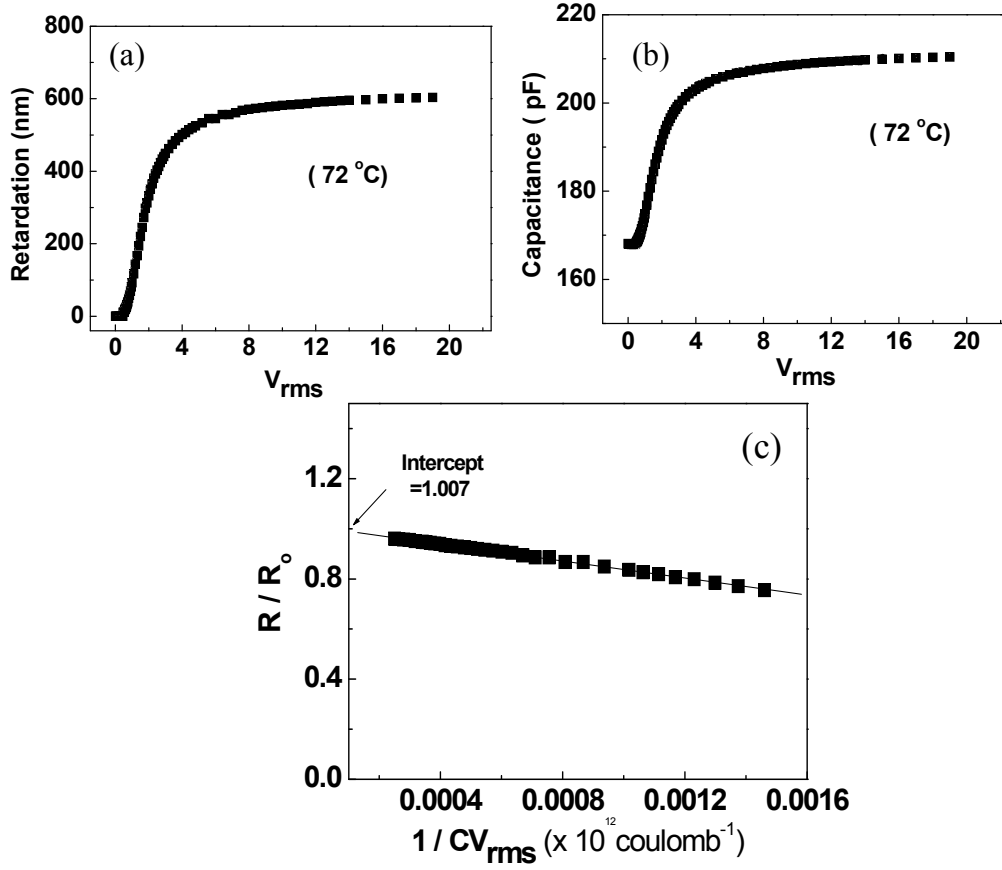 (a)
Retardation (nm)
800
600
400
200
0
( 72 °C)
0 4 8 12 16 20
Vrms
(b)
Capacitance ( pF)
220
200
180
160
( 72 °C)
0 4 8 12 16 20
Vrms
(c)
R / Ro
1.2
0.8
0.4
0.0
Intercept
=1.007
0.0004 0.0008 0.0012 0.0016
1 / CVrms (x 10¹² coulomb⁻¹)